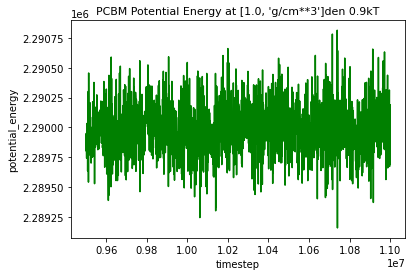 PCBM Potential Energy at [1.0, 'g/cm**3']den 0.9kT
1e6
2.29075
2.29050
2.29025
2.29000
2.28975
2.28950
2.28925
potential_energy
0.96 0.98 1.00 1.02 1.04 1.06 1.08 1.10
1e7
timestep